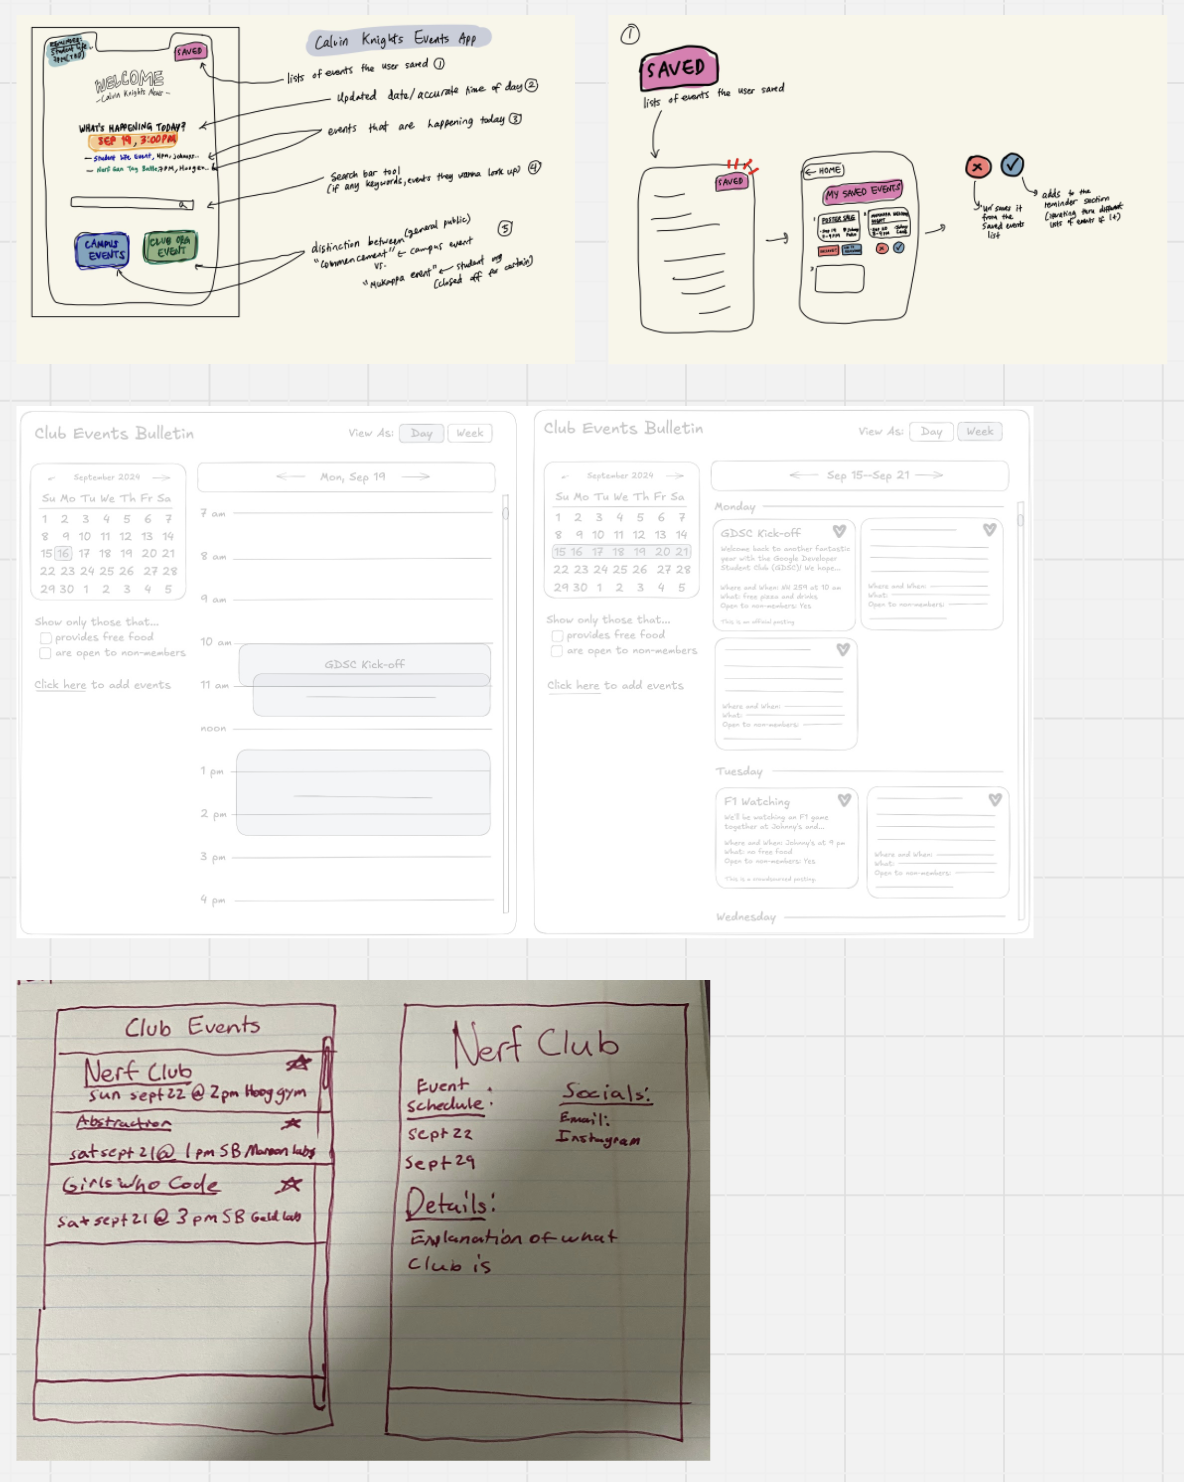 REMINDER:
Student life..
7PM (TAB)
SAVED
WELCOME
- Calvin Knights News -
WHAT'S HAPPENING TODAY?
SEP 19, 3:00PM
- Student Life Event, 4PM, Johnnys...
7PM, Hoogen...
CAMPUS
EVENTS
CLUB ORG
EVENTS
Calvin Knights Events App
lists of events the user saved ①
Updated date/accurate time of day ②
events that are happening today ③
Search bar tool ④
(if any keywords, events they wanna look up)
distinction between (general public) ⑤
"Commencement" ← campus event
vs.
"Mukappa event" ← student org
(closed off for certain)
①
SAVED
lists of events the user saved
SAVED
← HOME
MY SAVED EVENTS
POSTER SALE
un'saves it
from the
Saved events
list
adds to the
reminder section
(iterating thru different
lists of events if 1+)
Club Events Bulletin
View As: Day Week
← September 2024 →
Su Mo Tu We Th Fr Sa
1 2 3 4 5 6 7
8 9 10 11 12 13 14
15 16 17 18 19 20 21
22 23 24 25 26 27 28
29 30 1 2 3 4 5
Show only those that...
provides free food
are open to non-members
Click here to add events
← Mon, Sep 19 →
7 am
8 am
9 am
10 am
GDSC Kick-off
11 am
noon
1 pm
2 pm
3 pm
4 pm
Club Events Bulletin
View As: Day Week
← September 2024 →
Su Mo Tu We Th Fr Sa
1 2 3 4 5 6 7
8 9 10 11 12 13 14
15 16 17 18 19 20 21
22 23 24 25 26 27 28
29 30 1 2 3 4 5
Show only those that...
provides free food
are open to non-members
Click here to add events
← Sep 15--Sep 21 →
Monday
GDSC Kick-off
Welcome back to another fantastic
year with the Google Developer
Student Club (GDSC)! We hope...
Where and When: NH 259 at 10 am
What: free pizza and drinks
Open to non-members: Yes
This is an official posting
Where and When:
What:
Open to non-members:
Where and When:
What:
Open to non-members:
Tuesday
F1 Watching
We'll be watching an F1 game
together at Johnny's and...
Where and When: Johnny's at 9 pm
What: no free food
Open to non-members: Yes
This is a crowdsourced posting
Where and When:
What:
Open to non-members:
Wednesday
Club Events
Nerf Club
Sun sept 22 @ 2pm Hoog gym
Abstraction
sat sept 21 @ 1pm SB Maroon labs
Girls Who Code
sat sept 21 @ 3pm SB Gold lab
Nerf Club
Event
Schedule:
Sept 22
Sept 29
Socials:
Email:
Instagram
Details:
Explanation of what
Club is